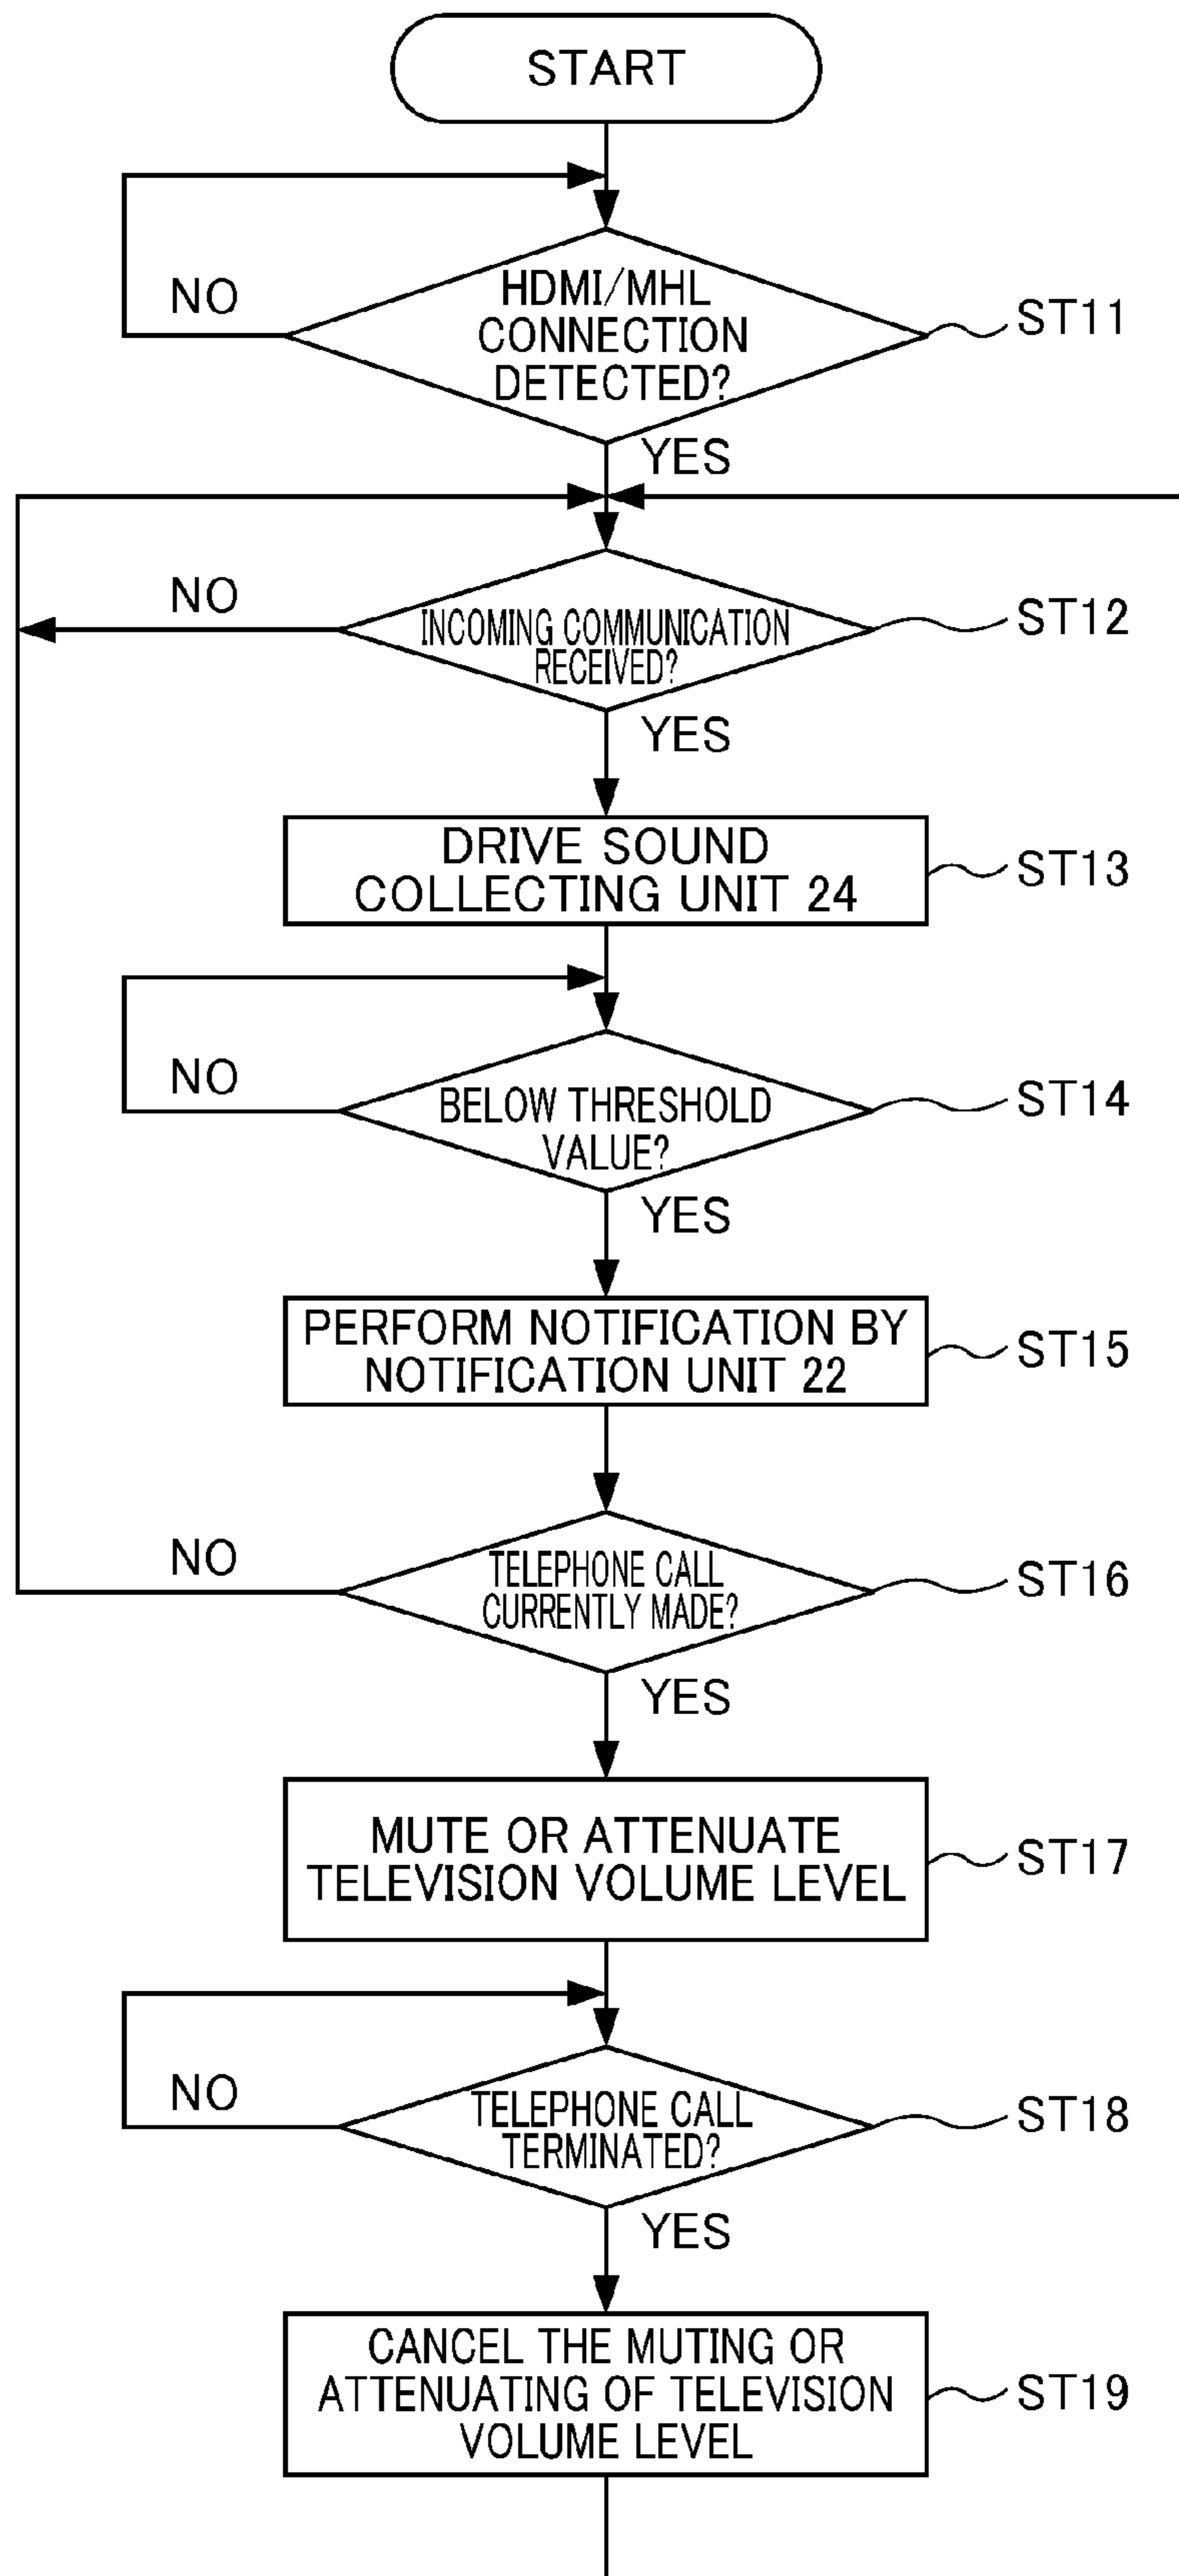 START
HDMI/MHL
CONNECTION
DETECTED?
NO
ST11
YES
NO
INCOMING COMMUNICATION
RECEIVED?
ST12
YES
DRIVE SOUND
COLLECTING UNIT 24
ST13
NO
BELOW THRESHOLD
VALUE?
ST14
YES
PERFORM NOTIFICATION BY
NOTIFICATION UNIT 22
ST15
NO
TELEPHONE CALL
CURRENTLY MADE?
ST16
YES
MUTE OR ATTENUATE
TELEVISION VOLUME LEVEL
ST17
NO
TELEPHONE CALL
TERMINATED?
ST18
YES
CANCEL THE MUTING OR
ATTENUATING OF TELEVISION
VOLUME LEVEL
ST19